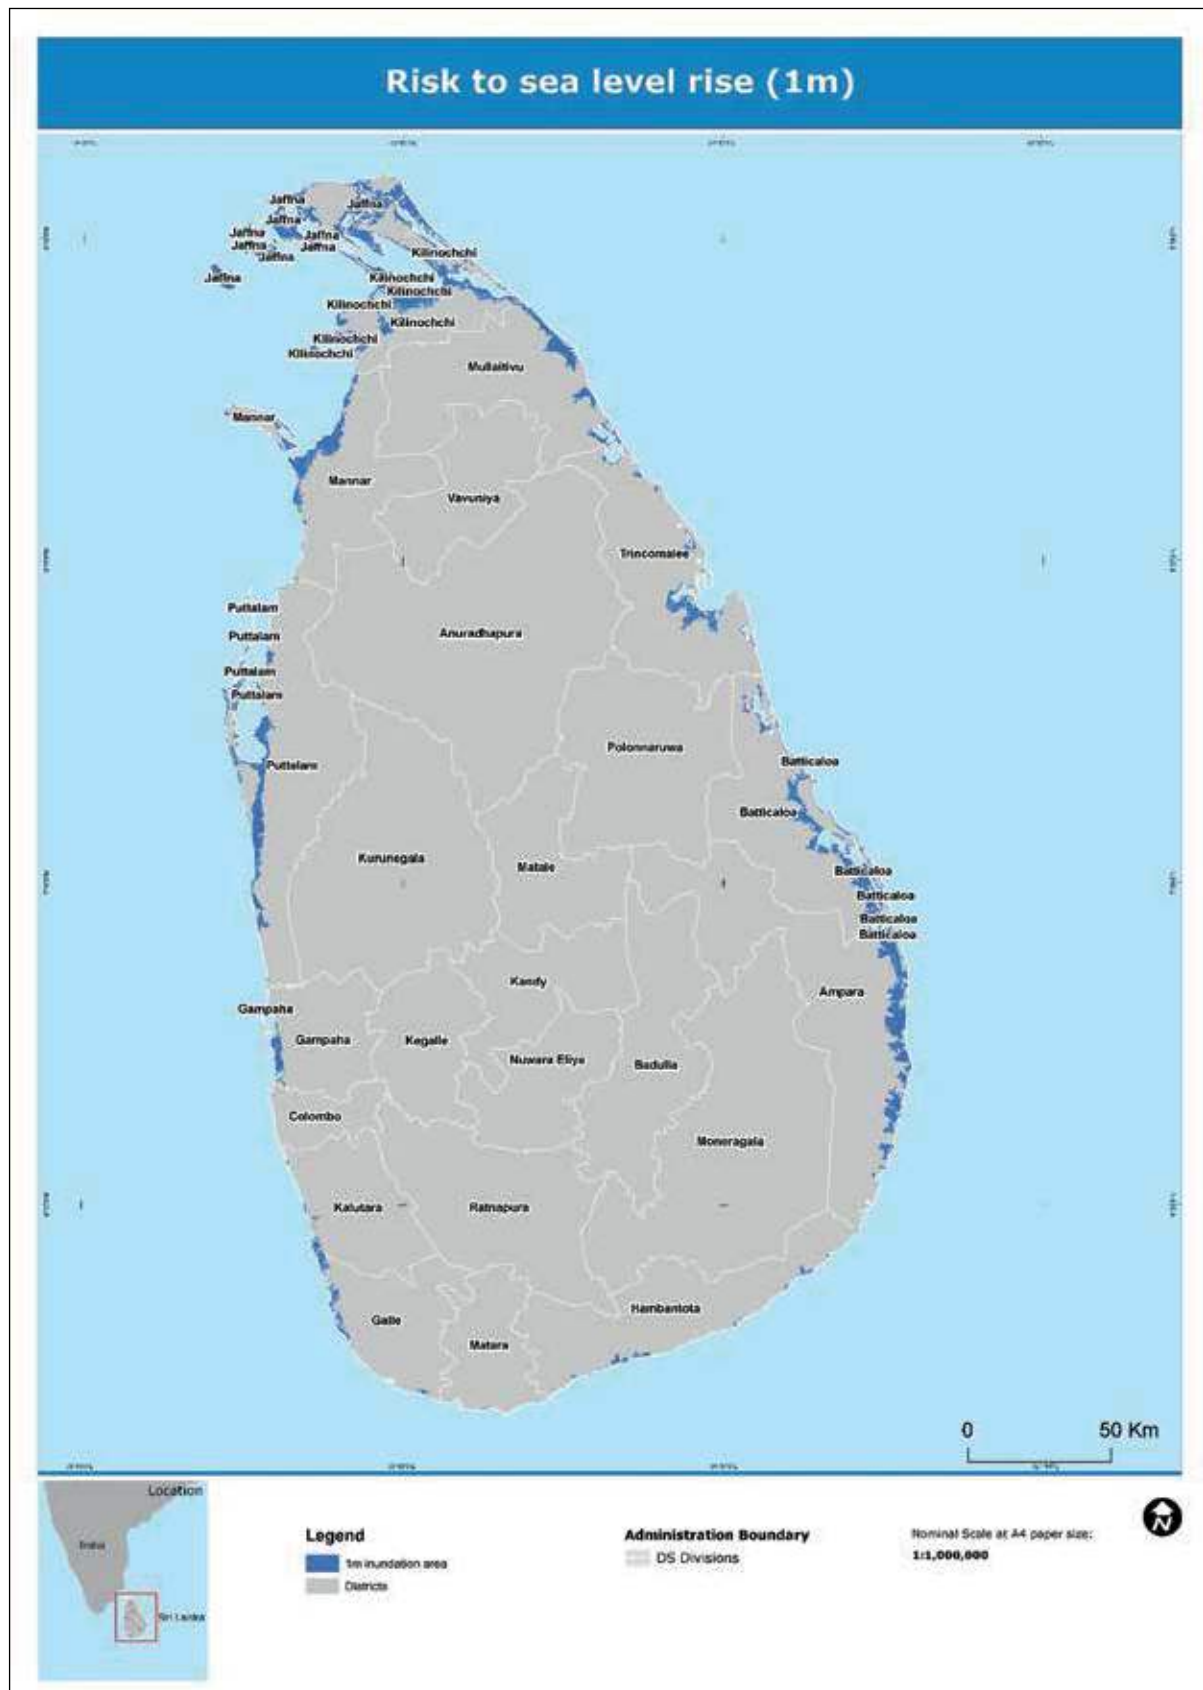 Risk to sea level rise (1m)
Jaffna
Jaffna
Jaffna
Jaffna
Jaffna
Jaffna
Jaffna
Jaffna
Jaffna
Kilinochchi
Kilinochchi
Kilinochchi
Kilinochchi
Kilinochchi
Kilinochchi
Kilinochchi
Mullaitivu
Mannar
Mannar
Vavuniya
Trincomalee
Puttalam
Anuradhapura
Puttalam
Puttalam
Puttalam
Polonnaruwa
Puttalam
Batticaloa
Batticaloa
Kurunegala
Matale
Batticaloa
Batticaloa
Batticaloa
Batticaloa
Kandy
Ampara
Gampaha
Gampaha
Kegalle
Nuwara Eliya
Badulla
Colombo
Moneragala
Kalutara
Ratnapura
Hambantota
Galle
Matara
0 50 Km
Location
India
Sri Lanka
Legend
1m inundation area
Districts
Administration Boundary
DS Divisions
Nominal Scale at A4 paper size:
1:1,000,000
N